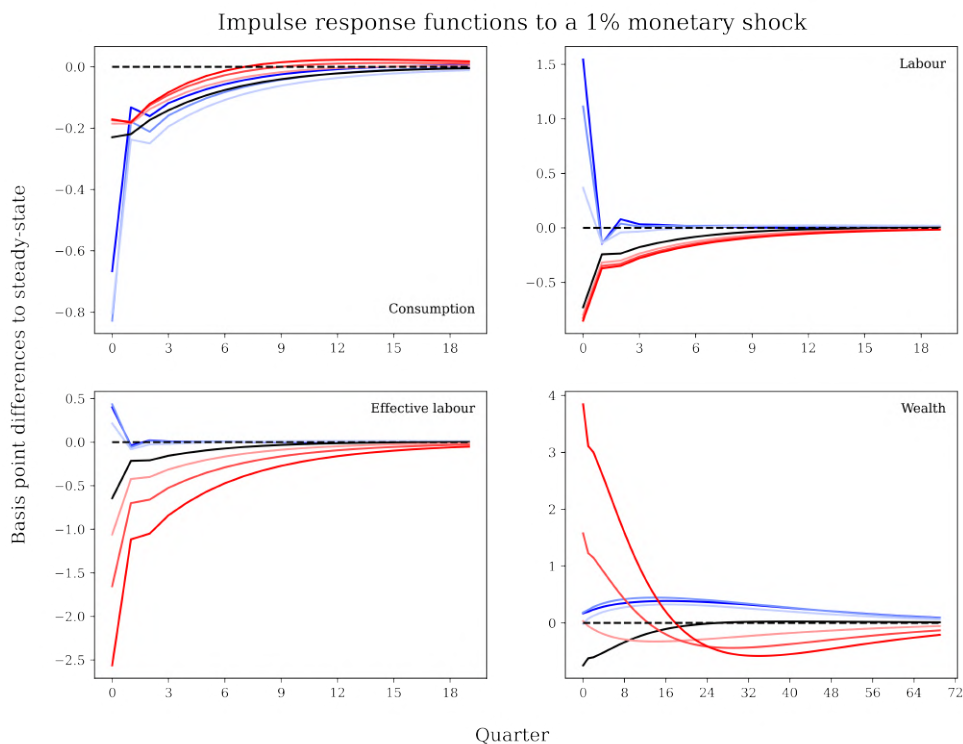 Impulse response functions to a 1% monetary shock
Basis point differences to steady-state
0.0
−0.2
−0.4
−0.6
−0.8
Consumption
0 3 6 9 12 15 18
1.5
1.0
0.5
0.0
−0.5
Labour
0 3 6 9 12 15 18
0.5
0.0
−0.5
−1.0
−1.5
−2.0
−2.5
Effective labour
0 3 6 9 12 15 18
4
3
2
1
0
Wealth
0 8 16 24 32 40 48 56 64 72
Quarter